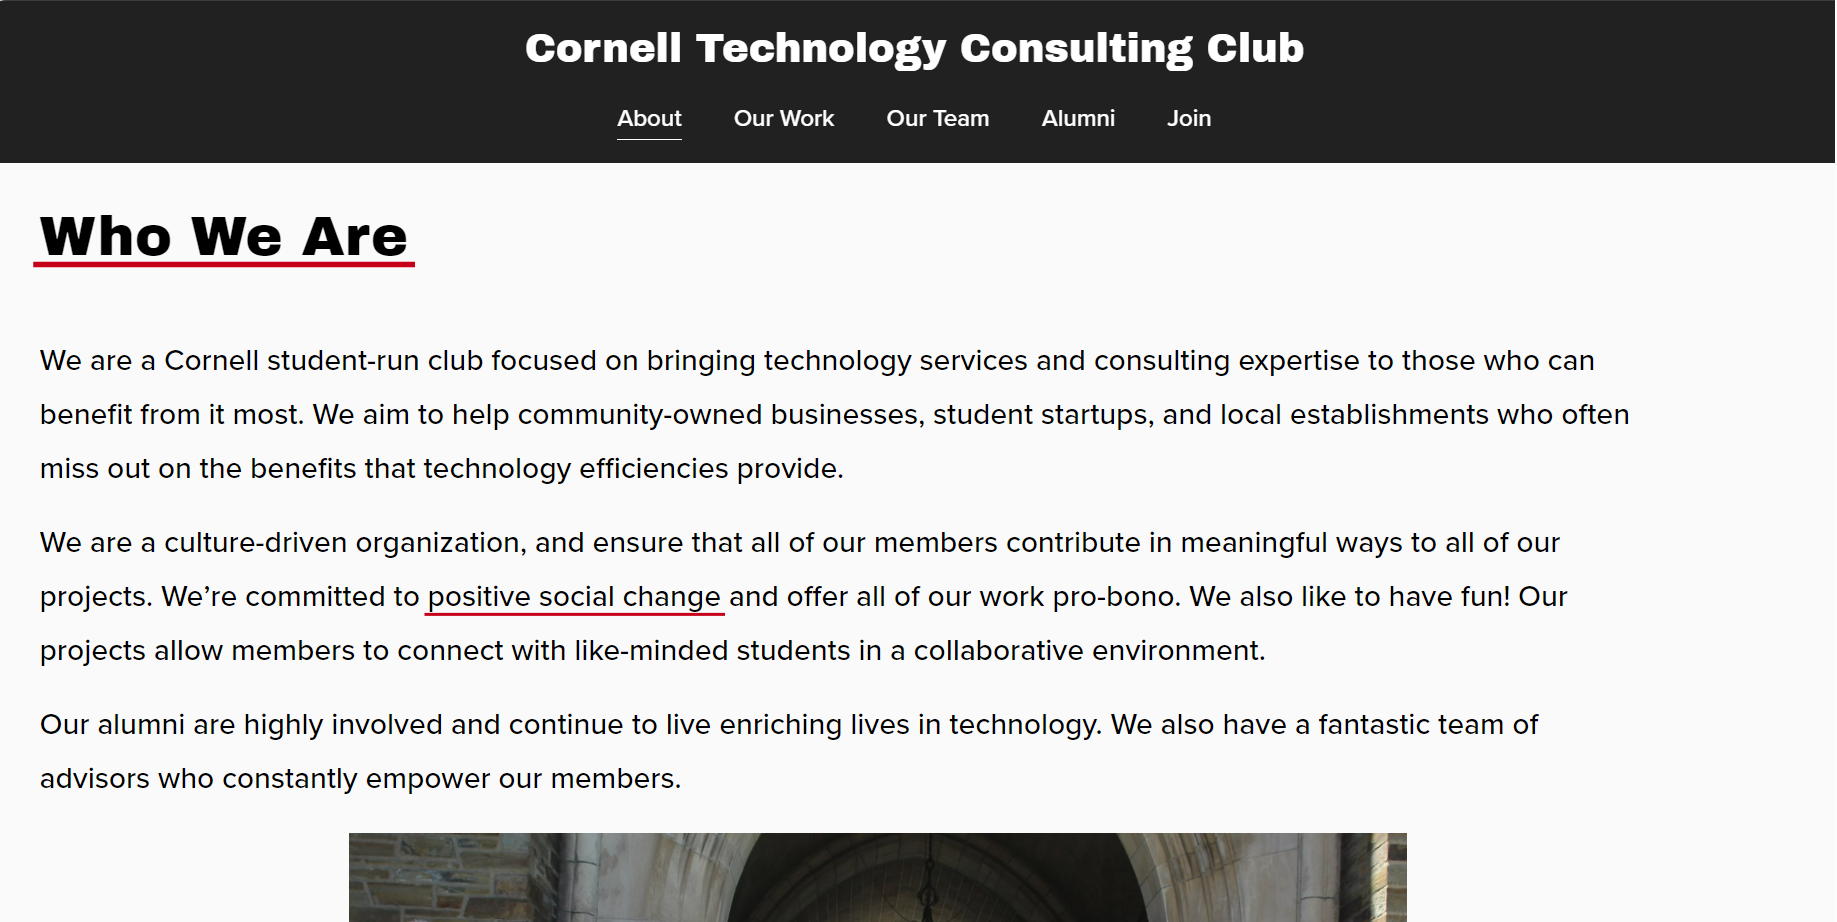 Cornell Technology Consulting Club
About Our Work Our Team Alumni Join
Who We Are
We are a Cornell student-run club focused on bringing technology services and consulting expertise to those who can
benefit from it most. We aim to help community-owned businesses, student startups, and local establishments who often
miss out on the benefits that technology efficiencies provide.
We are a culture-driven organization, and ensure that all of our members contribute in meaningful ways to all of our
projects. We’re committed to positive social change and offer all of our work pro-bono. We also like to have fun! Our
projects allow members to connect with like-minded students in a collaborative environment.
Our alumni are highly involved and continue to live enriching lives in technology. We also have a fantastic team of
advisors who constantly empower our members.